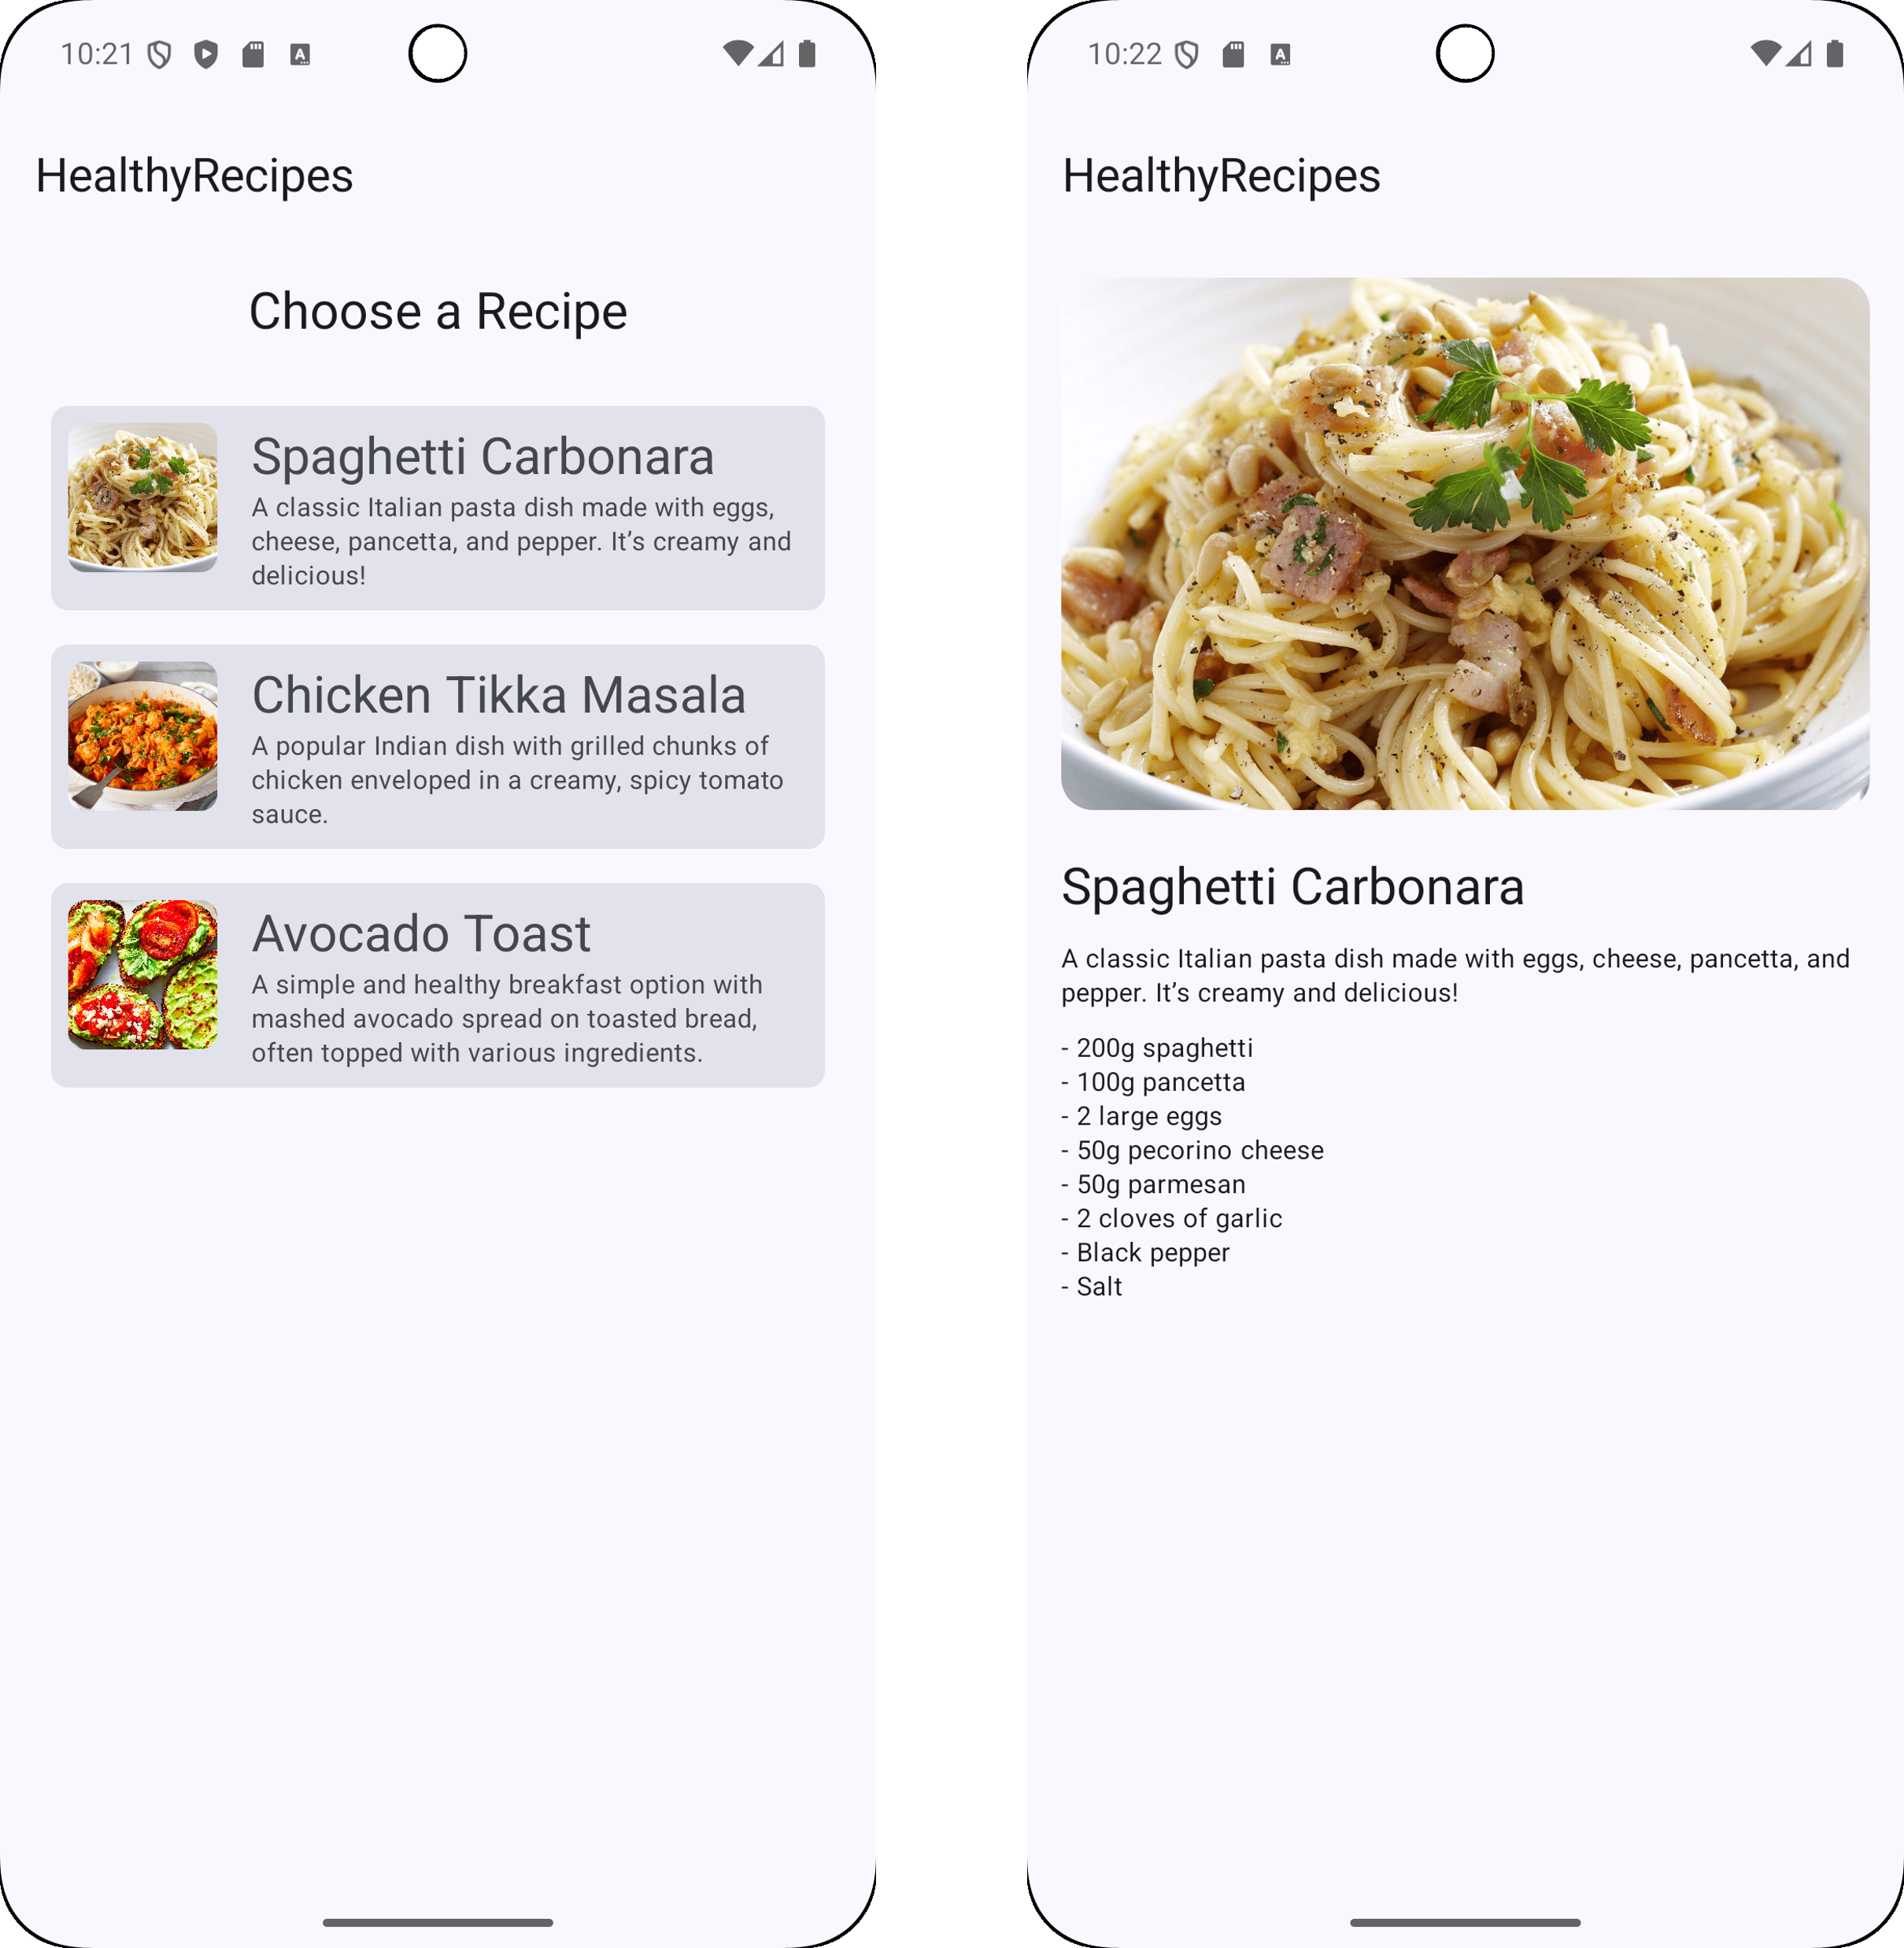 10:21
HealthyRecipes
Choose a Recipe
Spaghetti Carbonara
A classic Italian pasta dish made with eggs,
cheese, pancetta, and pepper. It’s creamy and
delicious!
Chicken Tikka Masala
A popular Indian dish with grilled chunks of
chicken enveloped in a creamy, spicy tomato
sauce.
Avocado Toast
A simple and healthy breakfast option with
mashed avocado spread on toasted bread,
often topped with various ingredients.
10:22
HealthyRecipes
Spaghetti Carbonara
A classic Italian pasta dish made with eggs, cheese, pancetta, and
pepper. It’s creamy and delicious!
- 200g spaghetti
- 100g pancetta
- 2 large eggs
- 50g pecorino cheese
- 50g parmesan
- 2 cloves of garlic
- Black pepper
- Salt